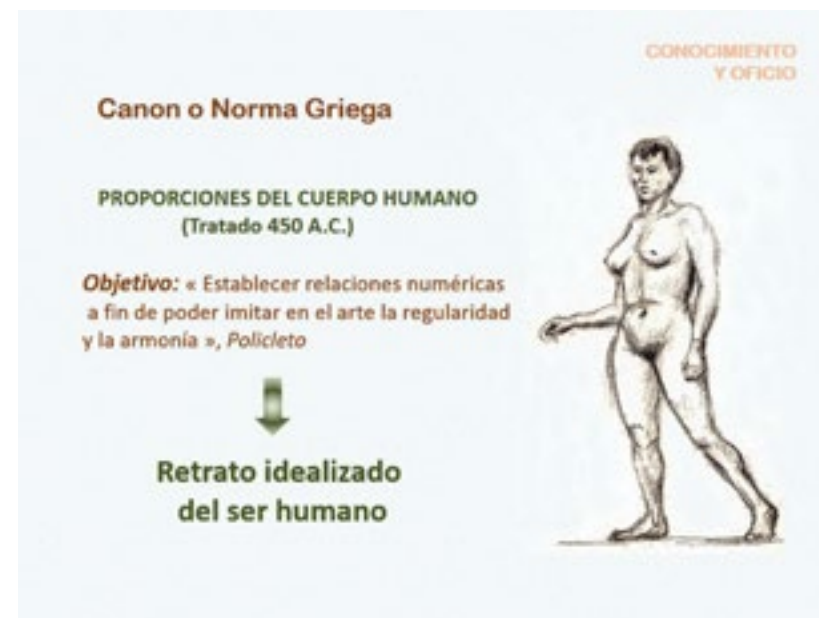 CONOCIMIENTO
Y OFICIO
Canon o Norma Griega
PROPORCIONES DEL CUERPO HUMANO
(Tratado 450 A.C.)
Objetivo: « Establecer relaciones numéricas
a fin de poder imitar en el arte la regularidad
y la armonía », Policleto
Retrato idealizado
del ser humano